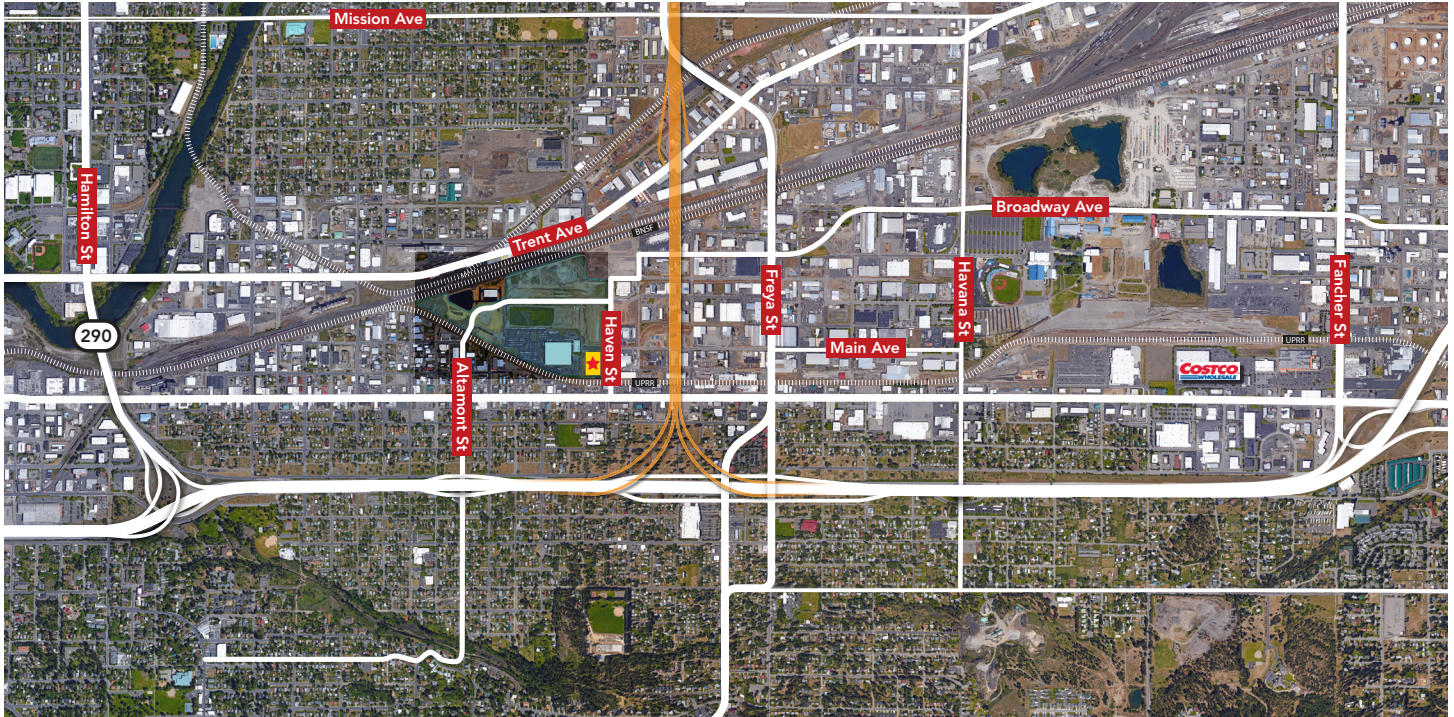 Mission Ave
Hamilton St
Trent Ave
BNSF
Broadway Ave
290
Haven St
Freya St
Havana St
Fancher St
Main Ave
UPRR
Altamont St
UPRR
COSTCO
WHOLESALE